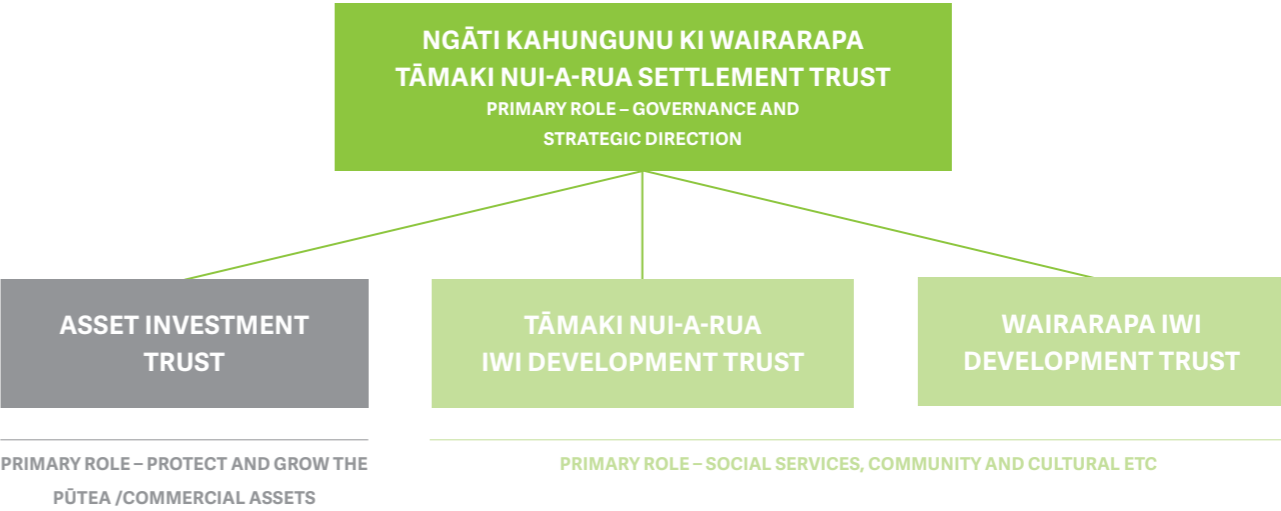 NGĀTI KAHUNGUNU KI WAIRARAPA
TĀMAKI NUI-A-RUA SETTLEMENT TRUST
PRIMARY ROLE – GOVERNANCE AND
STRATEGIC DIRECTION
ASSET INVESTMENT
TRUST
TĀMAKI NUI-A-RUA
IWI DEVELOPMENT TRUST
WAIRARAPA IWI
DEVELOPMENT TRUST
PRIMARY ROLE – PROTECT AND GROW THE
PŪTEA /COMMERCIAL ASSETS
PRIMARY ROLE – SOCIAL SERVICES, COMMUNITY AND CULTURAL ETC